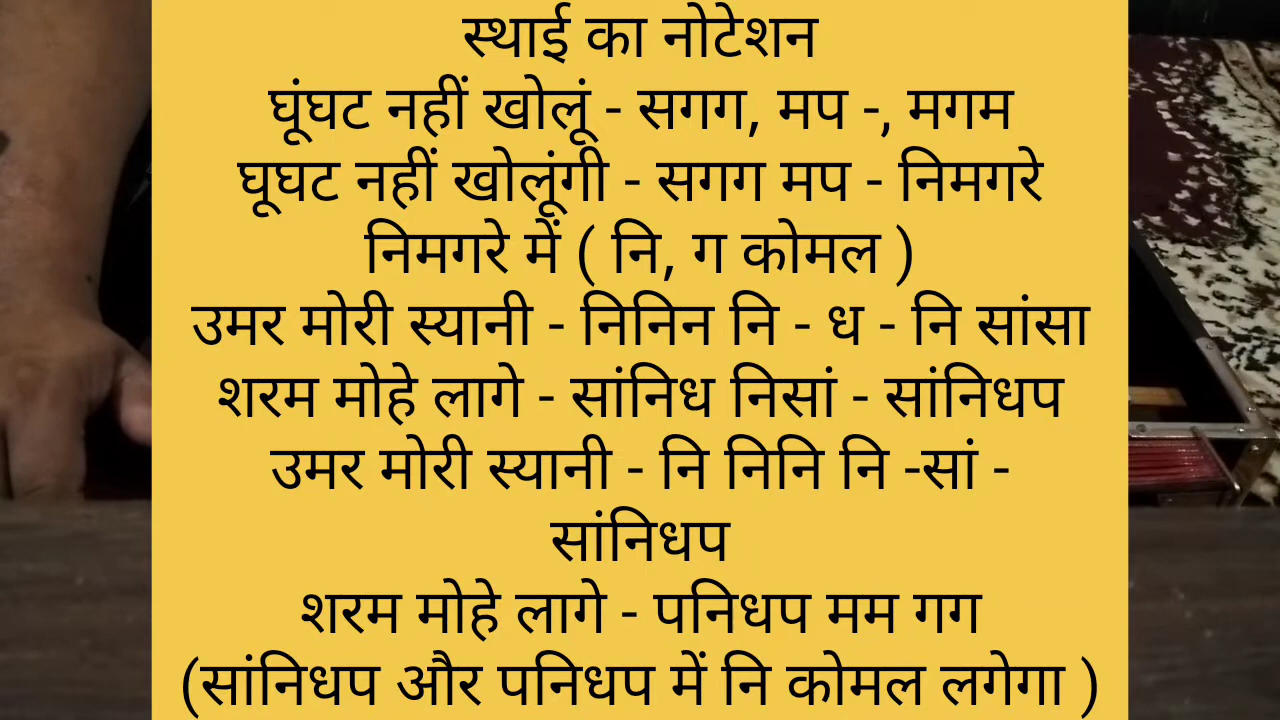 स्थाई का नोटेशन
घूंघट नहीं खोलूं - सगग, मप -, मगम
घूघट नहीं खोलूंगी - सगग मप - निमगरे
निमगरे में ( नि, ग कोमल )
उमर मोरी स्यानी - निनिन नि - ध - नि सांसा
शरम मोहे लागे - सांनिध निसां - सांनिधप
उमर मोरी स्यानी - नि निनि नि -सां -
सांनिधप
शरम मोहे लागे - पनिधप मम गग
(सांनिधप और पनिधप में नि कोमल लगेगा )